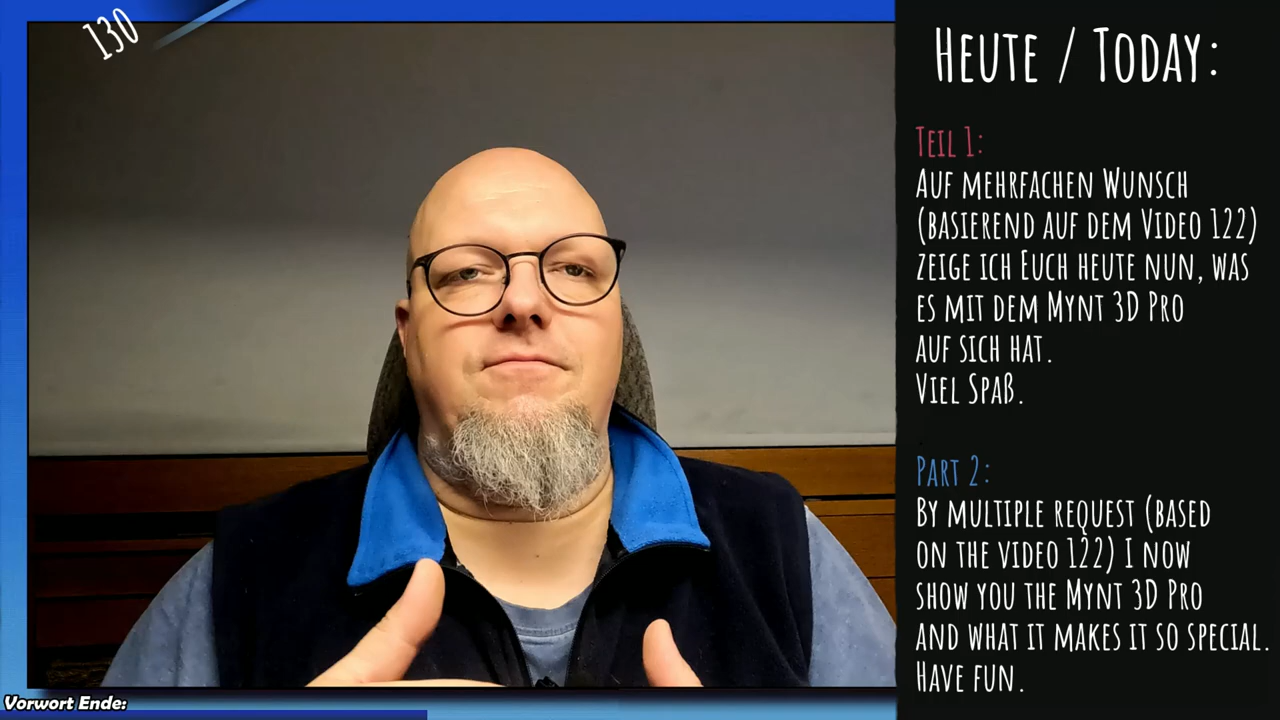 130
HEUTE / TODAY:
TEIL 1:
AUF MEHRFACHEN WUNSCH
(BASIEREND AUF DEM VIDEO 122)
ZEIGE ICH EUCH HEUTE NUN, WAS
ES MIT DEM MYNT 3D PRO
AUF SICH HAT.
VIEL SPAß.
PART 2:
BY MULTIPLE REQUEST (BASED
ON THE VIDEO 122) I NOW
SHOW YOU THE MYNT 3D PRO
AND WHAT IT MAKES IT SO SPECIAL.
HAVE FUN.
Vorwort Ende: